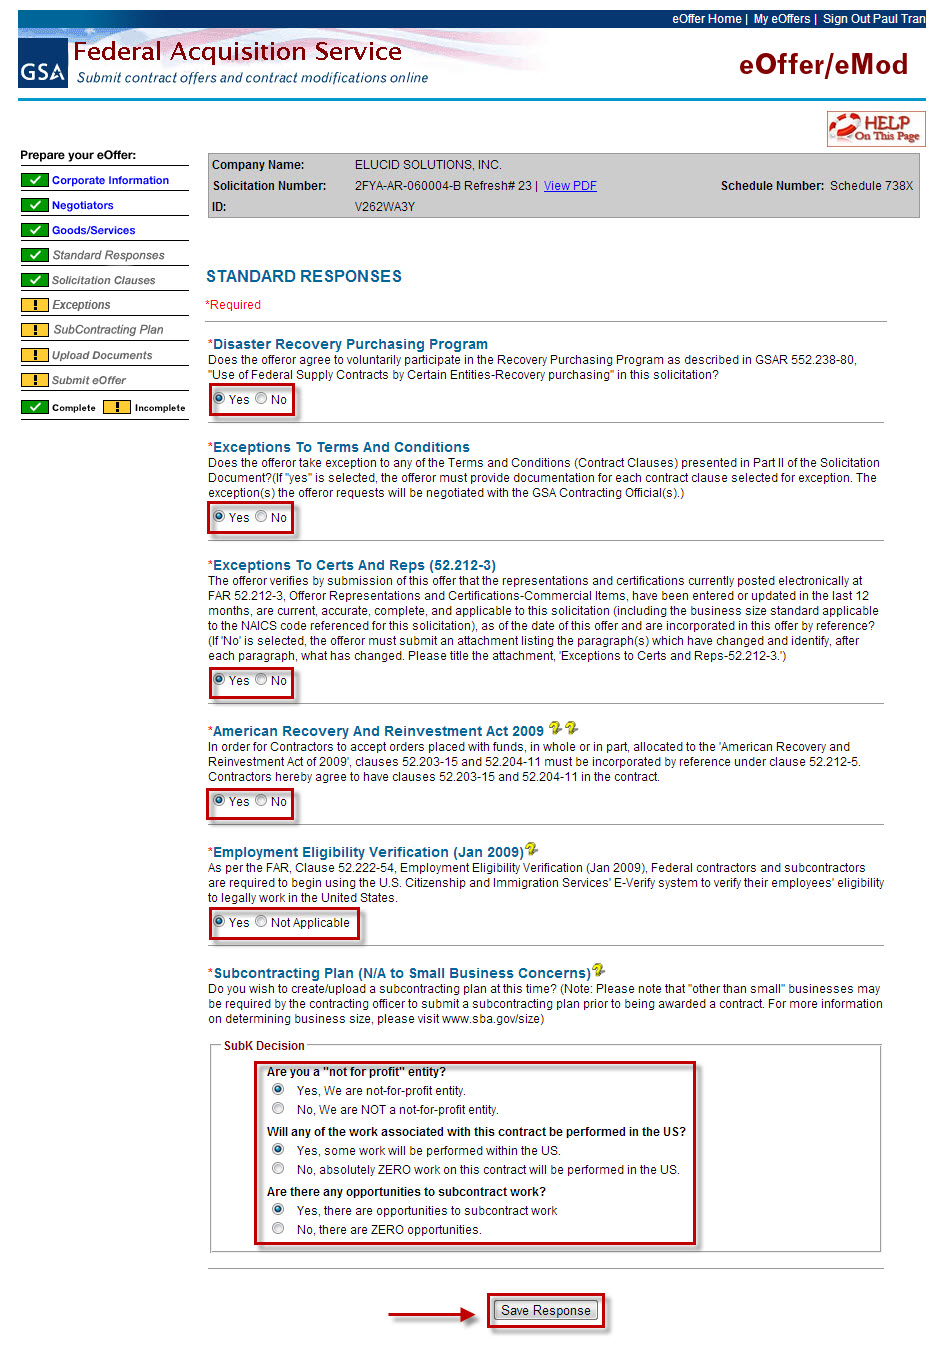 eOffer Home | My eOffers | Sign Out Paul Tran
GSA
Federal Acquisition Service
Submit contract offers and contract modifications online
eOffer/eMod
HELP
On This Page
Prepare your eOffer:
Corporate Information
Negotiators
Goods/Services
Standard Responses
Solicitation Clauses
Exceptions
SubContracting Plan
Upload Documents
Submit eOffer
Complete Incomplete
Company Name: ELUCID SOLUTIONS, INC.
Solicitation Number: 2FYA-AR-060004-B Refresh# 23 | View PDF Schedule Number: Schedule 738X
ID: V262WA3Y
STANDARD RESPONSES
*Required
*Disaster Recovery Purchasing Program
Does the offeror agree to voluntarily participate in the Recovery Purchasing Program as described in GSAR 552.238-80,
"Use of Federal Supply Contracts by Certain Entities-Recovery purchasing" in this solicitation?
Yes No
*Exceptions To Terms And Conditions
Does the offeror take exception to any of the Terms and Conditions (Contract Clauses) presented in Part II of the Solicitation
Document?(If "yes" is selected, the offeror must provide documentation for each contract clause selected for exception. The
exception(s) the offeror requests will be negotiated with the GSA Contracting Official(s).)
Yes No
*Exceptions To Certs And Reps (52.212-3)
The offeror verifies by submission of this offer that the representations and certifications currently posted electronically at
FAR 52.212-3, Offeror Representations and Certifications-Commercial Items, have been entered or updated in the last 12
months, are current, accurate, complete, and applicable to this solicitation (including the business size standard applicable
to the NAICS code referenced for this solicitation), as of the date of this offer and are incorporated in this offer by reference?
(If 'No' is selected, the offeror must submit an attachment listing the paragraph(s) which have changed and identify, after
each paragraph, what has changed. Please title the attachment, 'Exceptions to Certs and Reps-52.212-3.')
Yes No
*American Recovery And Reinvestment Act 2009
In order for Contractors to accept orders placed with funds, in whole or in part, allocated to the 'American Recovery and
Reinvestment Act of 2009', clauses 52.203-15 and 52.204-11 must be incorporated by reference under clause 52.212-5.
Contractors hereby agree to have clauses 52.203-15 and 52.204-11 in the contract.
Yes No
*Employment Eligibility Verification (Jan 2009)
As per the FAR, Clause 52.222-54, Employment Eligibility Verification (Jan 2009), Federal contractors and subcontractors
are required to begin using the U.S. Citizenship and Immigration Services' E-Verify system to verify their employees' eligibility
to legally work in the United States.
Yes Not Applicable
*Subcontracting Plan (N/A to Small Business Concerns)
Do you wish to create/upload a subcontracting plan at this time? (Note: Please note that "other than small" businesses may
be required by the contracting officer to submit a subcontracting plan prior to being awarded a contract. For more information
on determining business size, please visit www.sba.gov/size)
SubK Decision
Are you a "not for profit" entity?
Yes, We are not-for-profit entity.
No, We are NOT a not-for-profit entity.
Will any of the work associated with this contract be performed in the US?
Yes, some work will be performed within the US.
No, absolutely ZERO work on this contract will be performed in the US.
Are there any opportunities to subcontract work?
Yes, there are opportunities to subcontract work
No, there are ZERO opportunities.
Save Response